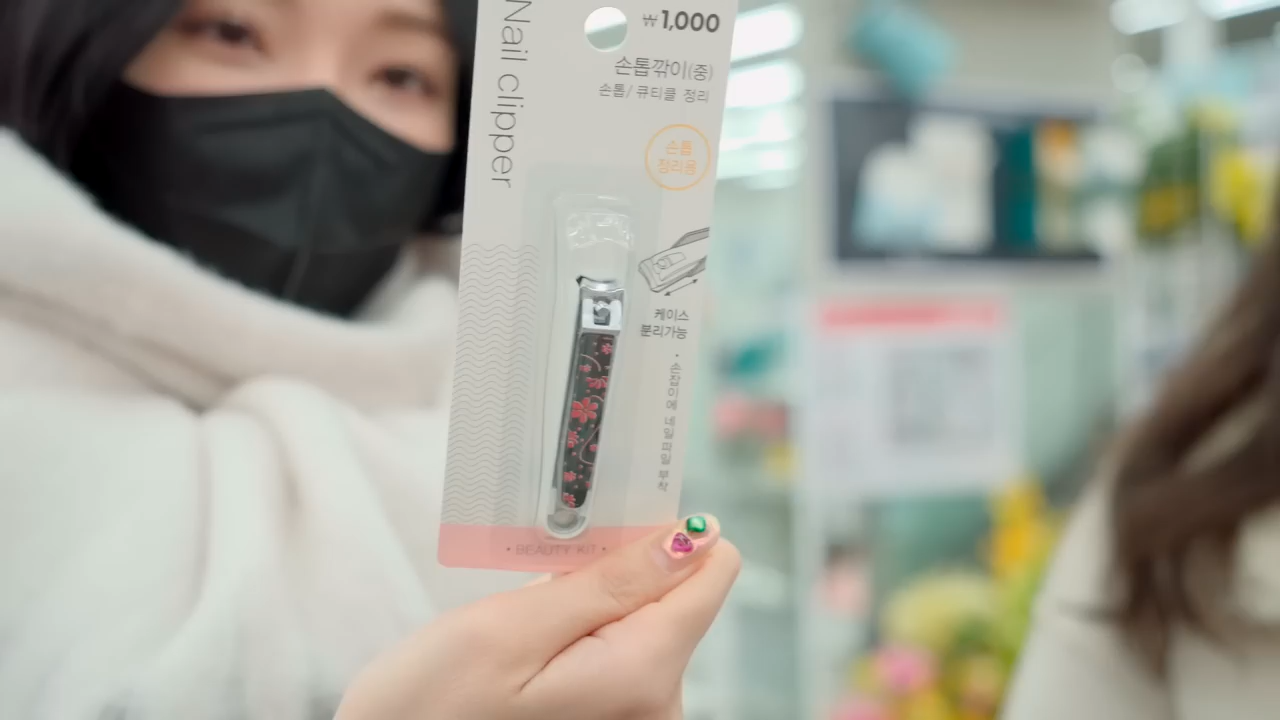 Nail clipper
₩1,000
손톱깎이(중)
손톱/큐티클 정리
손톱
정리용
케이스
분리가능
• 손잡이에 네일파일 부착
• BEAUTY KIT •